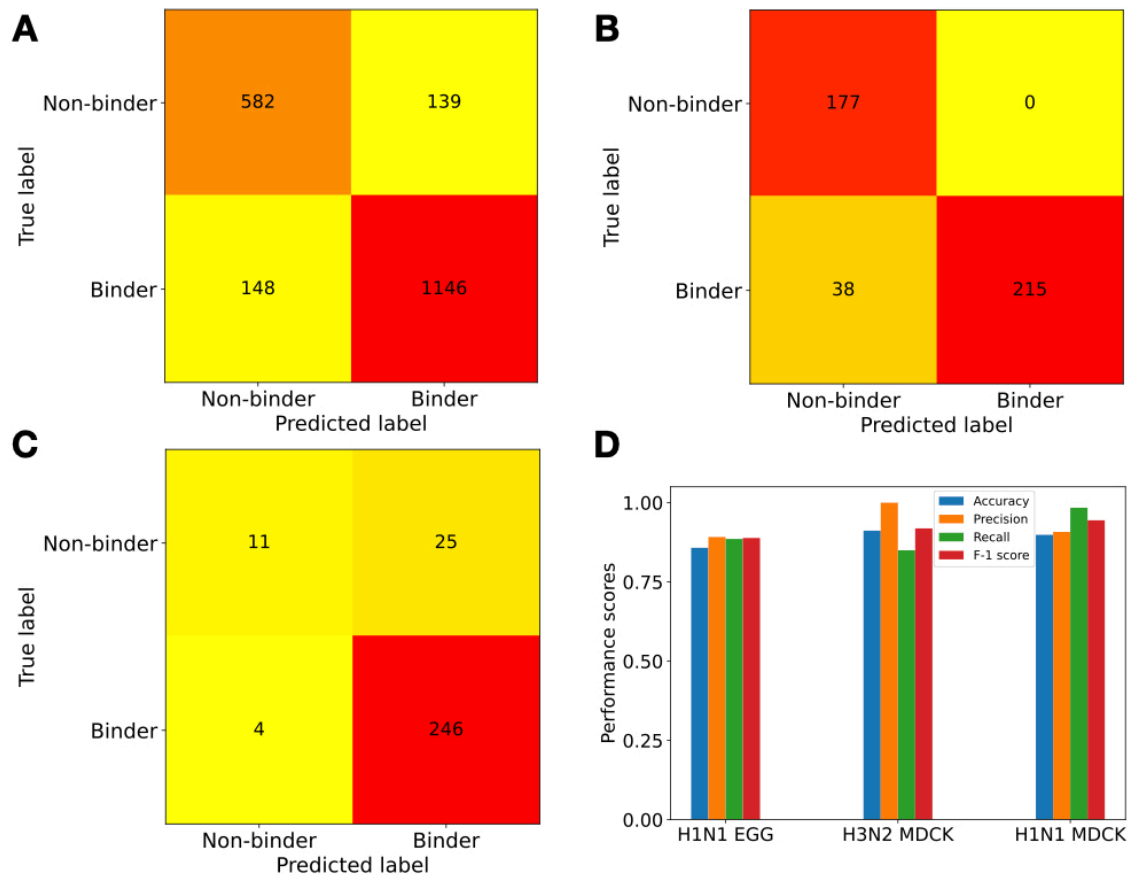 A
True label
Non-binder
582
139
Binder
148
1146
Non-binder
Binder
Predicted label
B
True label
Non-binder
177
0
Binder
38
215
Non-binder
Binder
Predicted label
C
True label
Non-binder
11
25
Binder
4
246
Non-binder
Binder
Predicted label
D
Performance scores
1.00
0.75
0.50
0.25
0.00
Accuracy
Precision
Recall
F-1 score
H1N1 EGG
H3N2 MDCK
H1N1 MDCK